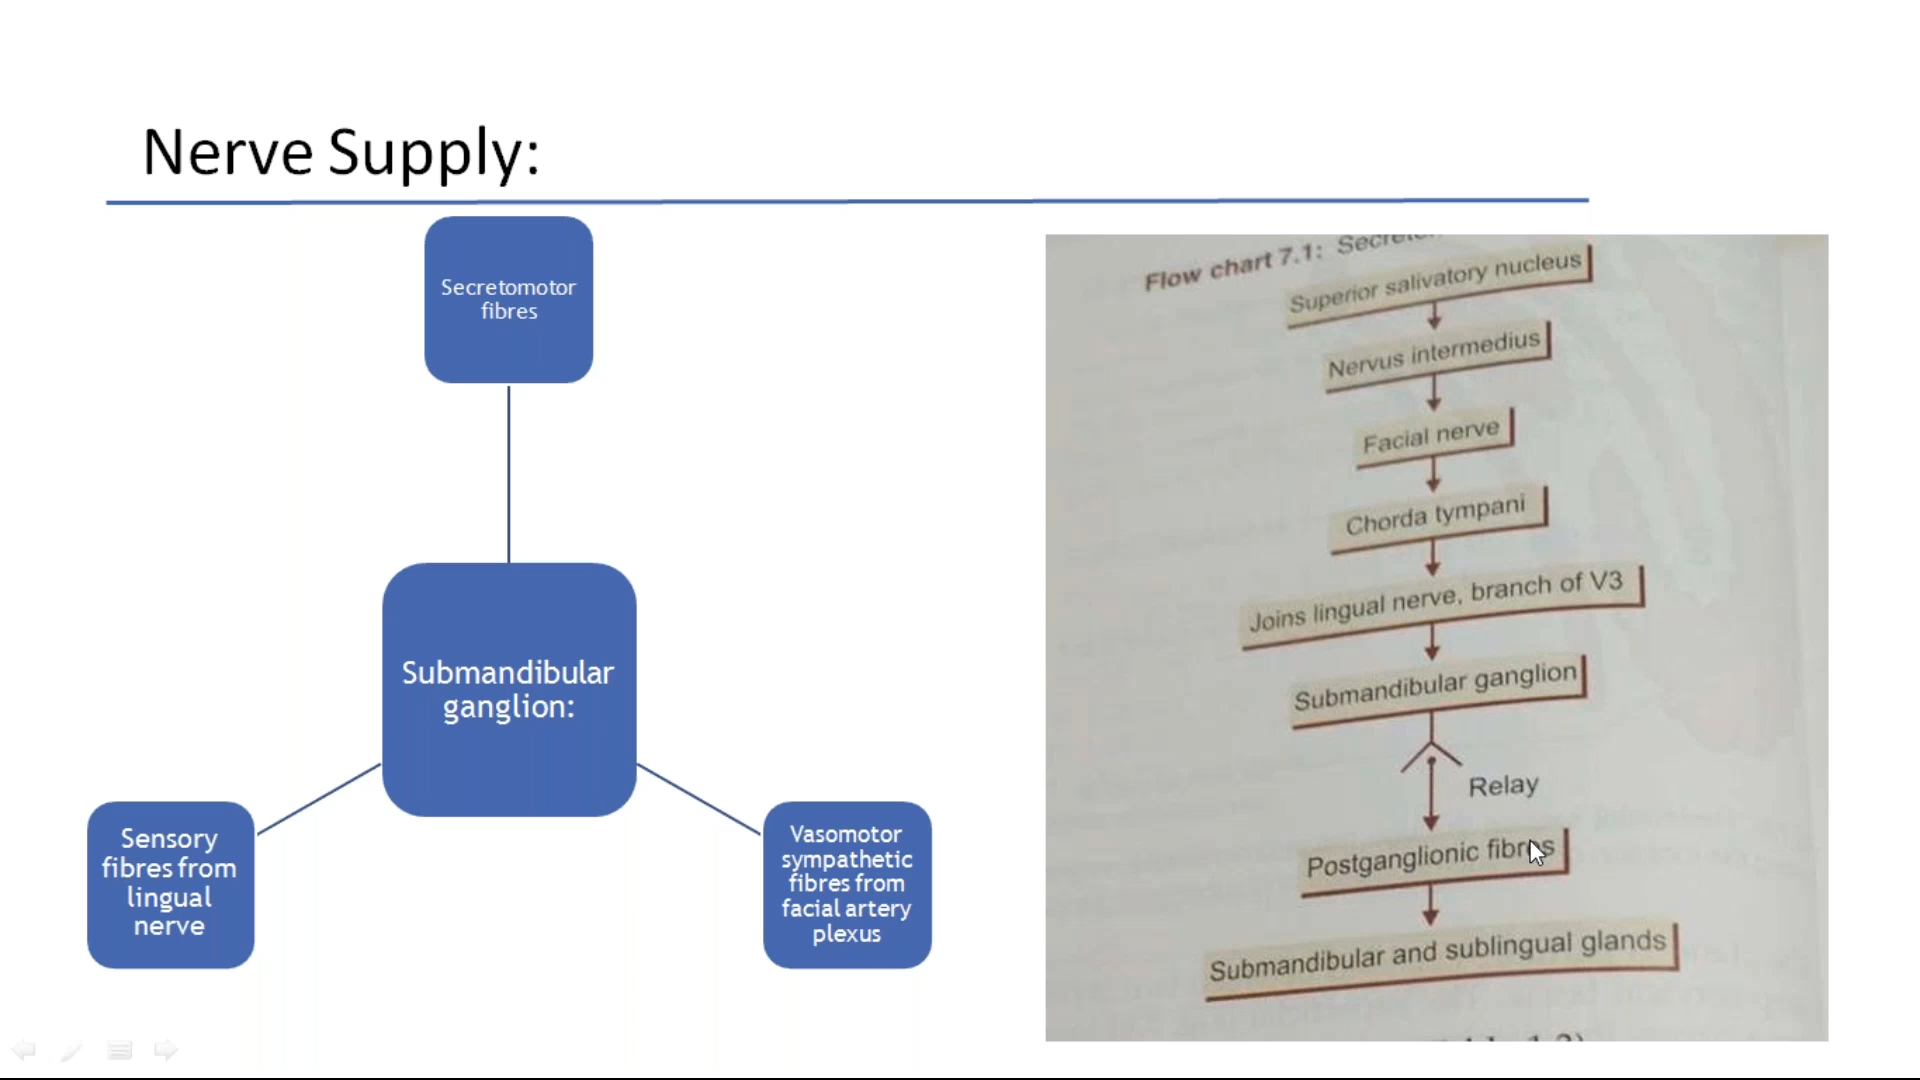 Nerve Supply:
Secretomotor
fibres
Submandibular
ganglion:
Sensory
fibres from
lingual
nerve
Vasomotor
sympathetic
fibres from
facial artery
plexus
Flow chart 7.1:
Superior salivatory nucleus
Nervus intermedius
Facial nerve
Chorda tympani
Joins lingual nerve, branch of V3
Submandibular ganglion
Relay
Postganglionic fibres
Submandibular and sublingual glands